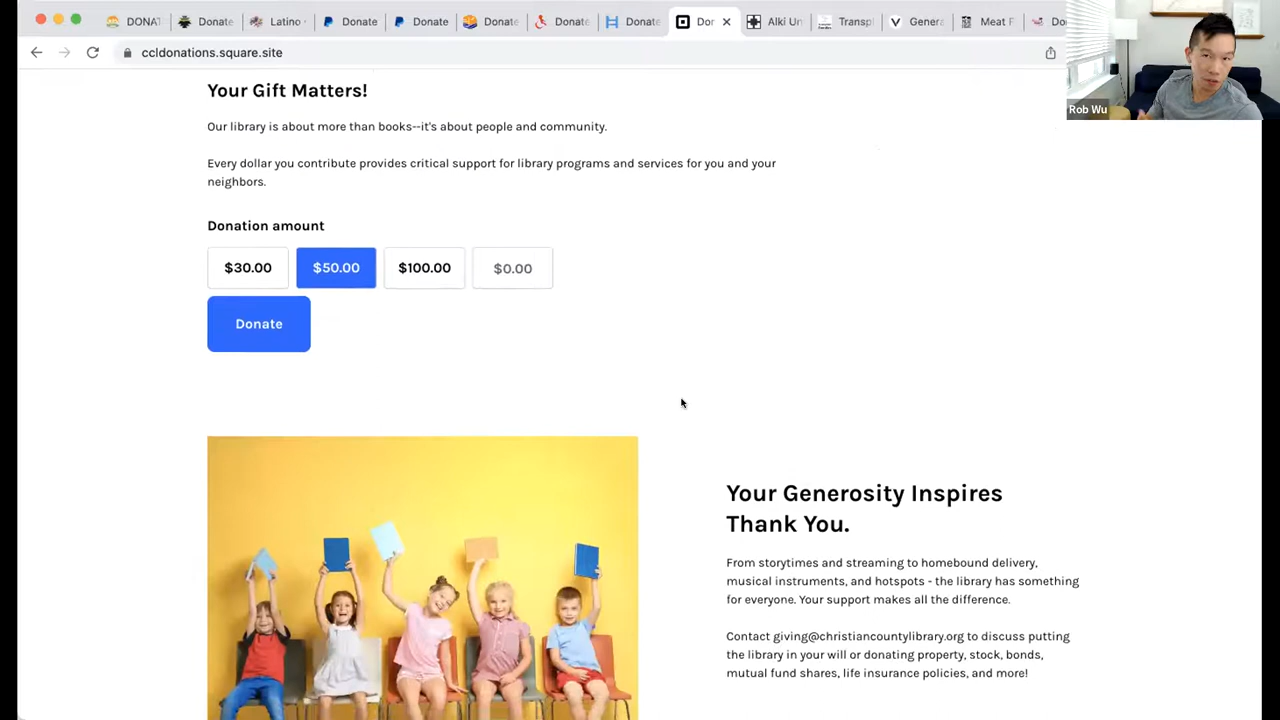 DONAT
Donate
Latino
Donate
Donate
Donate
Donate
Donate
Dor
Alki Ur
Transpl
Genera
Meat F
Do
ccldonations.square.site
Rob Wu
Your Gift Matters!
Our library is about more than books--it's about people and community.
Every dollar you contribute provides critical support for library programs and services for you and your
neighbors.
Donation amount
$30.00 $50.00 $100.00 $0.00
Donate
Your Generosity Inspires
Thank You.
From storytimes and streaming to homebound delivery,
musical instruments, and hotspots - the library has something
for everyone. Your support makes all the difference.
Contact giving@christiancountylibrary.org to discuss putting
the library in your will or donating property, stock, bonds,
mutual fund shares, life insurance policies, and more!